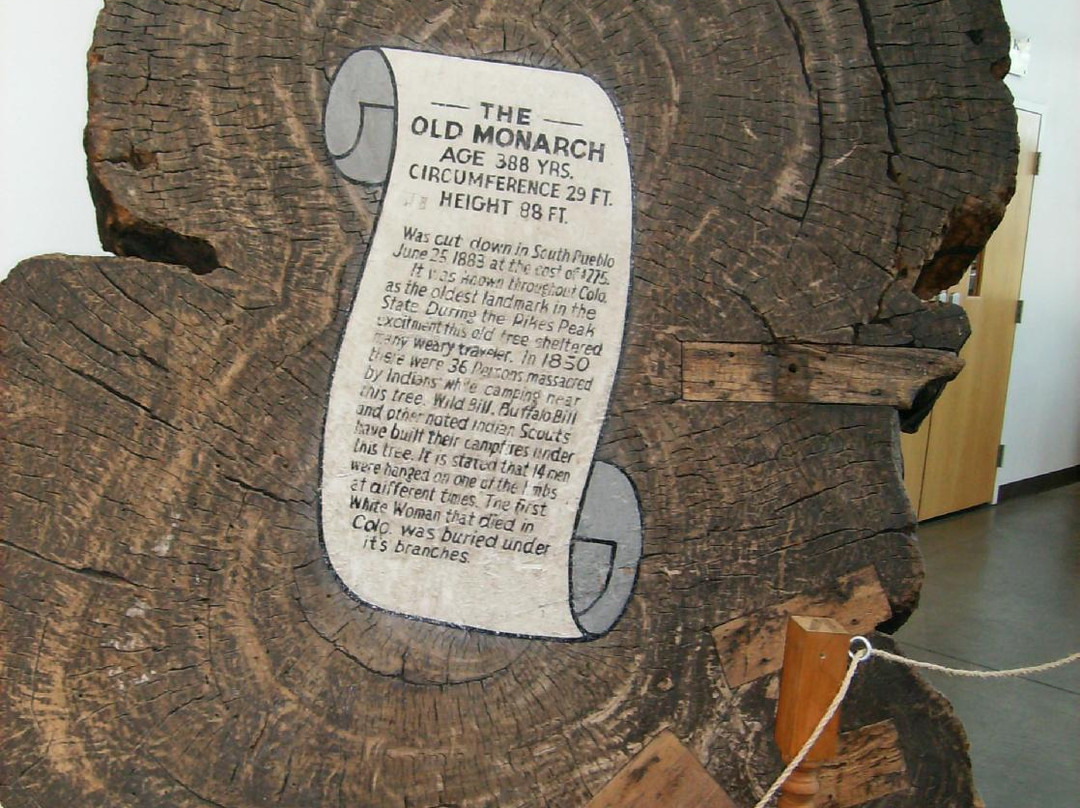 THE
OLD MONARCH
AGE 388 YRS.
CIRCUMFERENCE 29 FT.
HEIGHT 88 FT.
Was cut down in South Pueblo
June 25 1883 at the cost of $275.
It was known throughout Colo.
as the oldest landmark in the
State During the Pikes Peak
excitment this old tree sheltered
many weary traveler. In 1850
there were 36 Persons massacred
by Indians while camping near
this tree. Wild Bill, Buffalo Bill
and other noted Indian Scouts
have built their campfires under
this tree. It is stated that 14 men
were hanged on one of the limbs
at different times. The first
White Woman that died in
Colo. was buried under
it's branches.